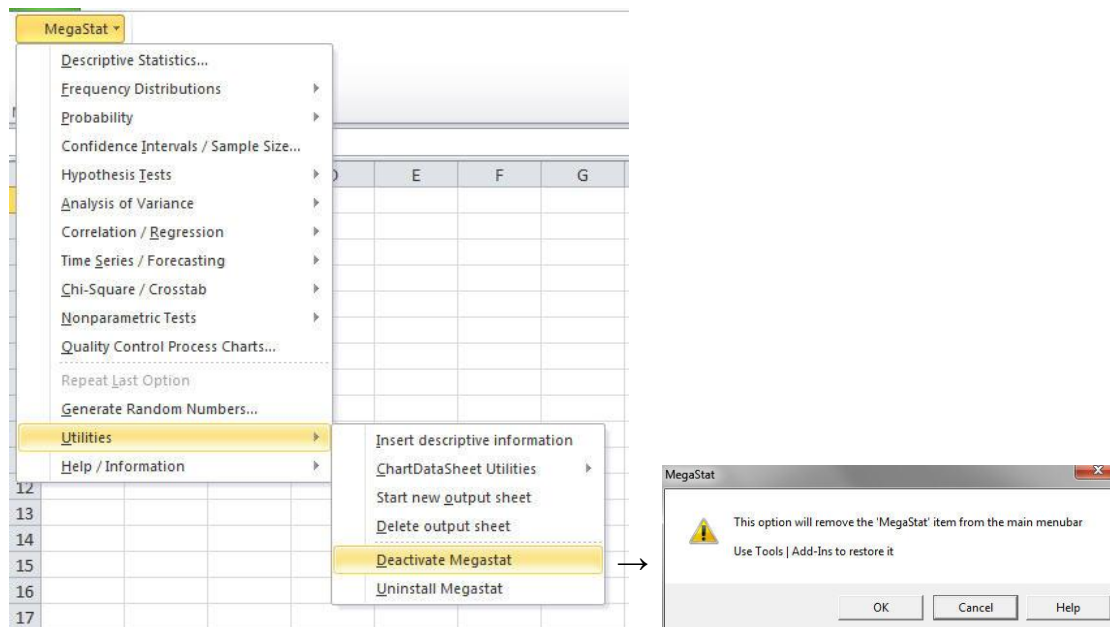 MegaStat
Descriptive Statistics...
Frequency Distributions
Probability
Confidence Intervals / Sample Size...
Hypothesis Tests
Analysis of Variance
Correlation / Regression
Time Series / Forecasting
Chi-Square / Crosstab
Nonparametric Tests
Quality Control Process Charts...
Repeat Last Option
Generate Random Numbers...
Utilities
Help / Information
E F G
12
13
14
15
16
17
Insert descriptive information
ChartDataSheet Utilities
Start new output sheet
Delete output sheet
Deactivate Megastat
Uninstall Megastat
→
MegaStat
This option will remove the 'MegaStat' item from the main menubar
Use Tools | Add-Ins to restore it
OK Cancel Help